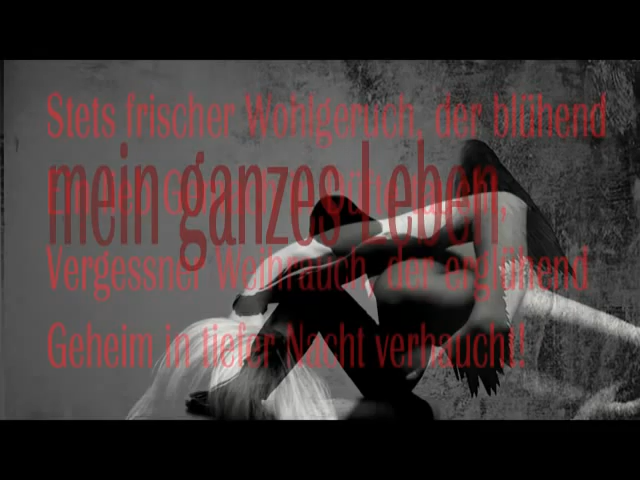 Stets frischer Wohlgeruch, der blühend
mein ganzes Leben
Vergessner Weihrauch, der erglühend
Geheim in tiefer Nacht verhaucht!